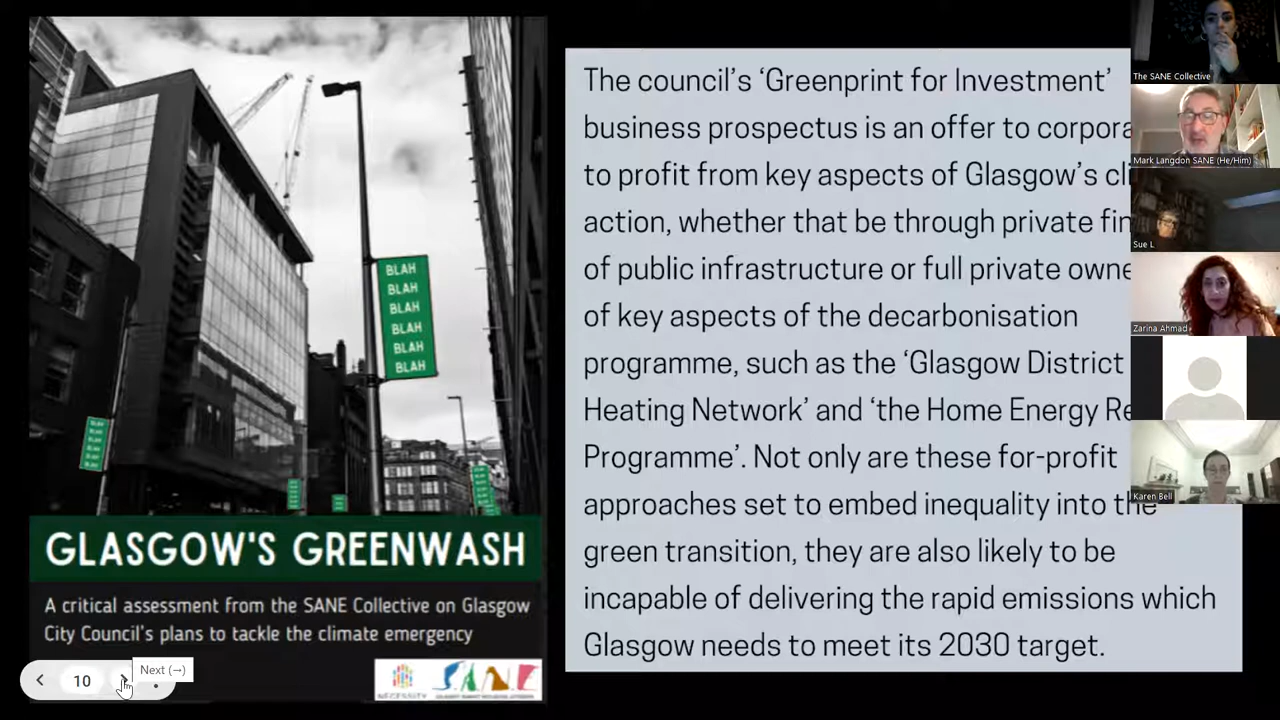 BLAH
BLAH
BLAH
BLAH
BLAH
BLAH
GLASGOW'S GREENWASH
A critical assessment from the SANE Collective on Glasgow
City Council's plans to tackle the climate emergency
NECESSITY
SANE
10
Next (→)
The council's 'Greenprint for Investment'
business prospectus is an offer to corpora
to profit from key aspects of Glasgow's cli
action, whether that be through private fin
of public infrastructure or full private owne
of key aspects of the decarbonisation
programme, such as the 'Glasgow District
Heating Network' and 'the Home Energy Re
Programme'. Not only are these for-profit
approaches set to embed inequality into the
green transition, they are also likely to be
incapable of delivering the rapid emissions which
Glasgow needs to meet its 2030 target.
The SANE Collective
Mark Langdon SANE (He/Him)
Sue L
Zarina Ahmad
Karen Bell